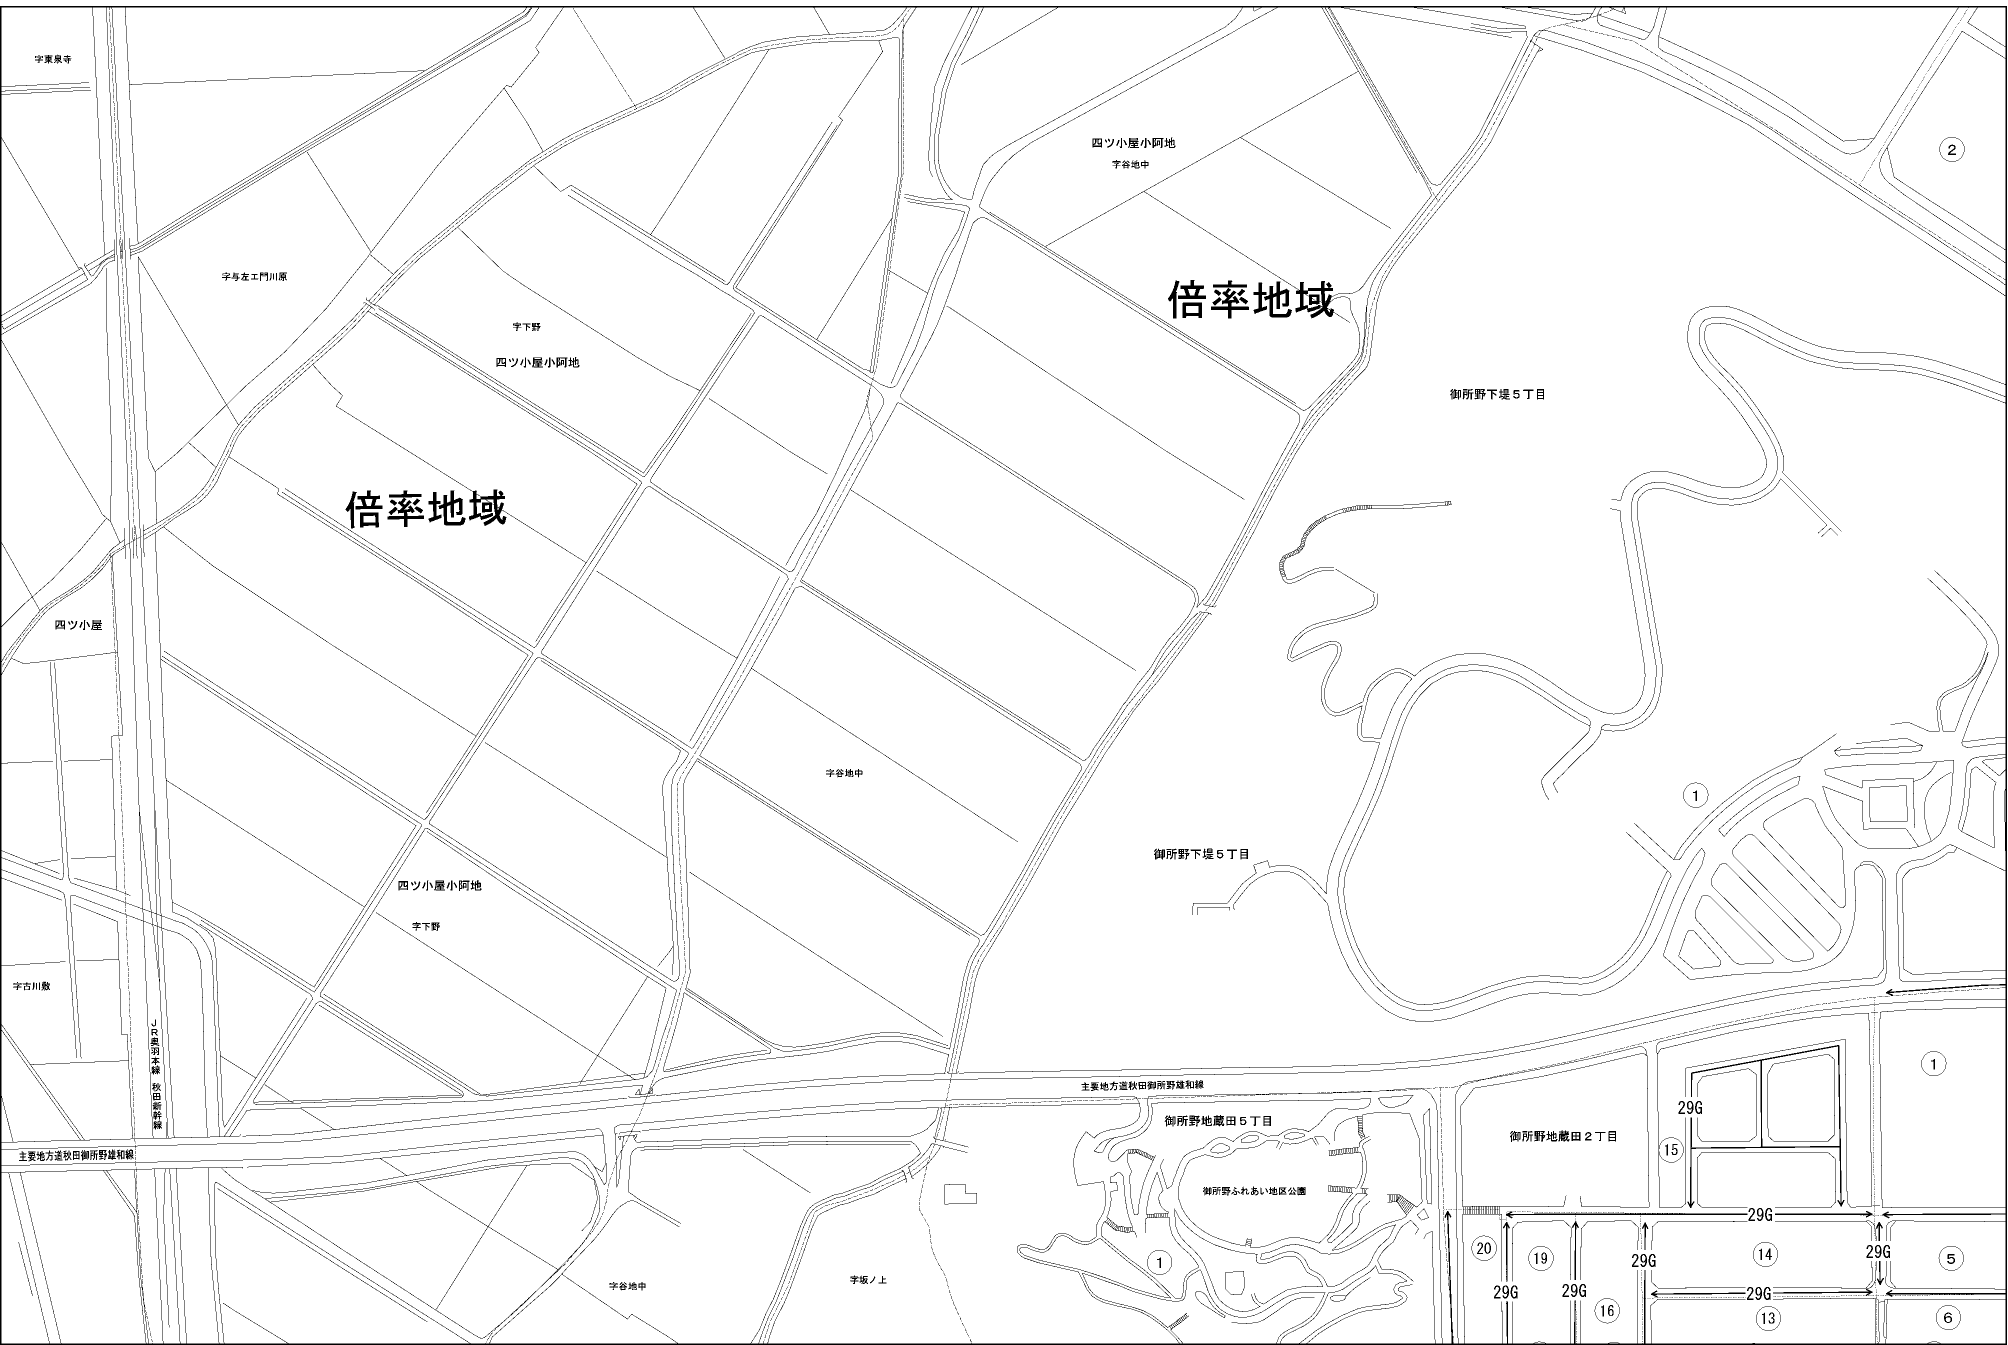 字東泉寺
四ツ小屋小阿地
字谷地中
②
字与左エ門川原
倍率地域
字下野
四ツ小屋小阿地
御所野下堤５丁目
倍率地域
四ツ小屋
字谷地中
①
御所野下堤５丁目
四ツ小屋小阿地
字下野
字古川敷
ＪＲ奥羽本線 秋田新幹線
①
主要地方道秋田御所野雄和線
29G
御所野地蔵田５丁目
御所野地蔵田２丁目
⑮
主要地方道秋田御所野雄和線
御所野ふれあい地区公園
29G
⑳
⑲
⑭
29G
⑤
①
29G
字坂ノ上
字谷地中
29G
29G
29G
⑯
⑬
⑥